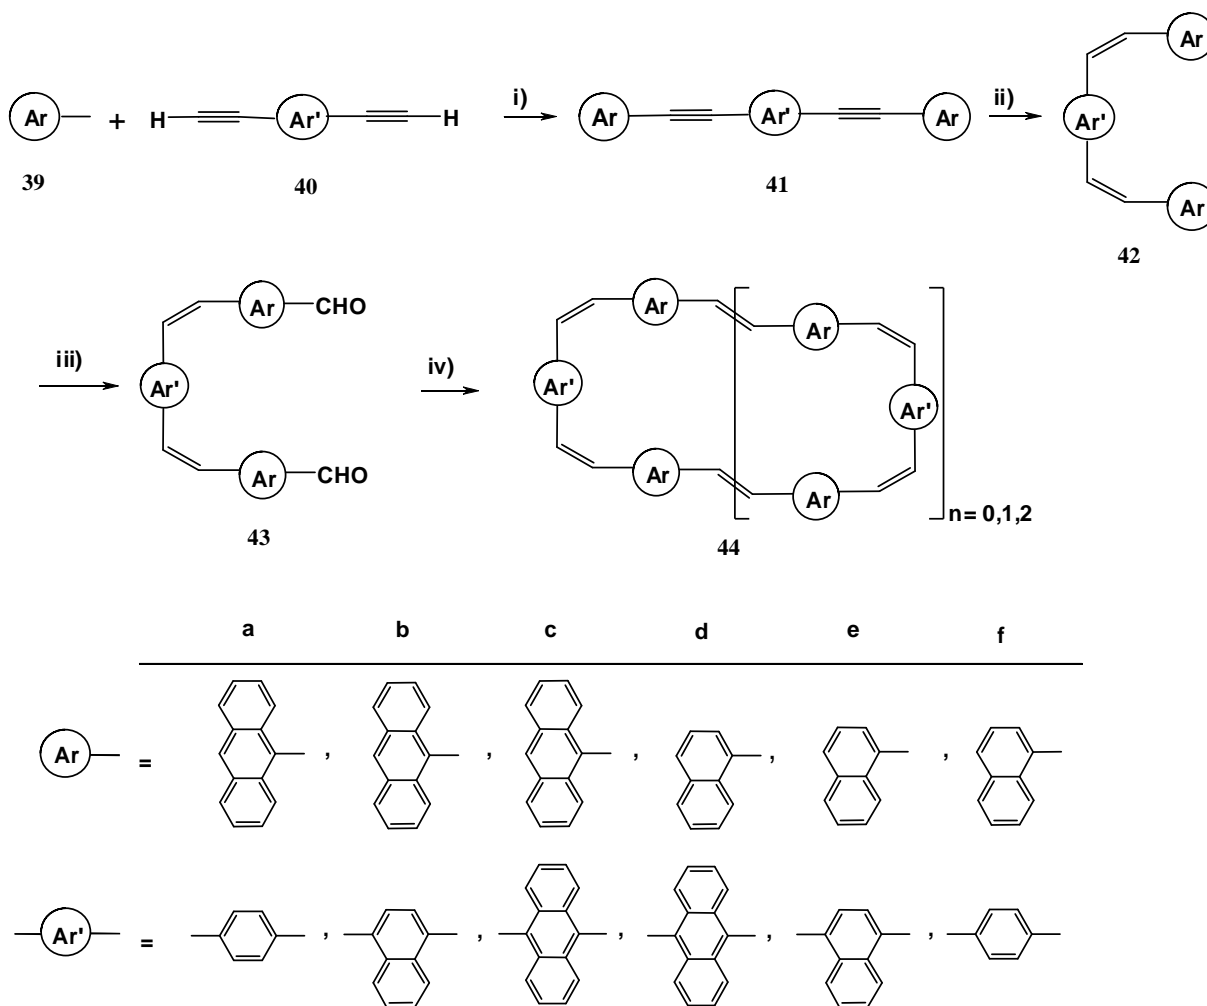 Ar + H Ar' H i) Ar Ar' Ar ii) Ar Ar' Ar
39 40 41 42
iii) Ar CHO Ar' Ar CHO iv) Ar Ar Ar' Ar' Ar Ar n= 0,1,2
43 44
a b c d e f
Ar = , , , , ,
Ar' = , , , , ,